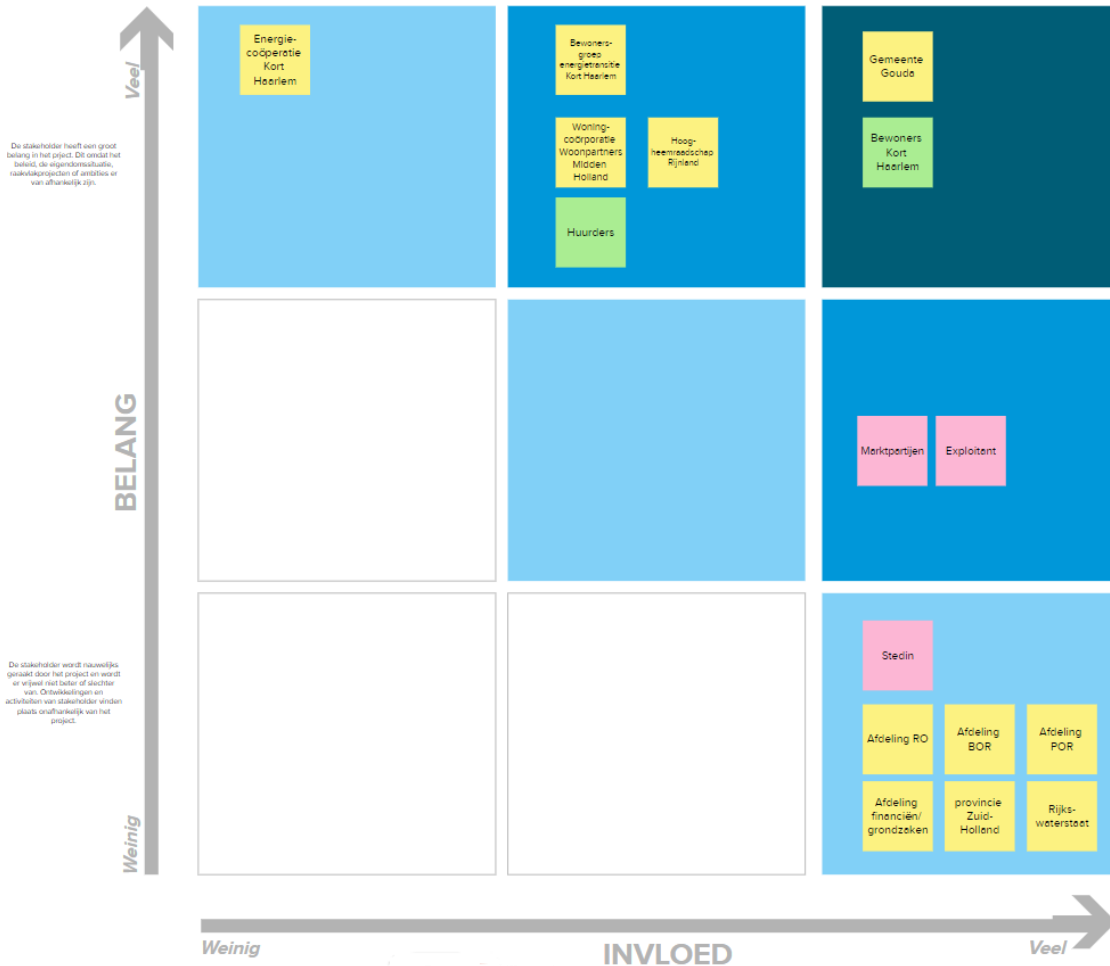 Veel
De stakeholder heeft een groot
belang in het prject. Dit omdat het
beleid, de eigendomssituatie,
raakvlakprojecten of ambities er
van afhankelijk zijn.
Energie-
coöperatie
Kort
Haarlem
Bewoners-
groep
energietransitie
Kort Haarlem
Woning-
coörporatie
Woonpartners
Midden
Holland
Hoog-
heemraadschap
Rijnland
Huurders
Gemeente
Gouda
Bewoners
Kort
Haarlem
BELANG
Marktpartijen
Exploitant
De stakeholder wordt nauwelijks
geraakt door het project en wordt
er vrijwel niet beter of slechter
van. Ontwikkelingen en
activiteiten van stakeholder vinden
plaats onafhankelijk van het
project.
Stedin
Afdeling RO
Afdeling
BOR
Afdeling
POR
Afdeling
financiën/
grondzaken
provincie
Zuid-
Holland
Rijks-
waterstaat
Weinig
Weinig
INVLOED
Veel